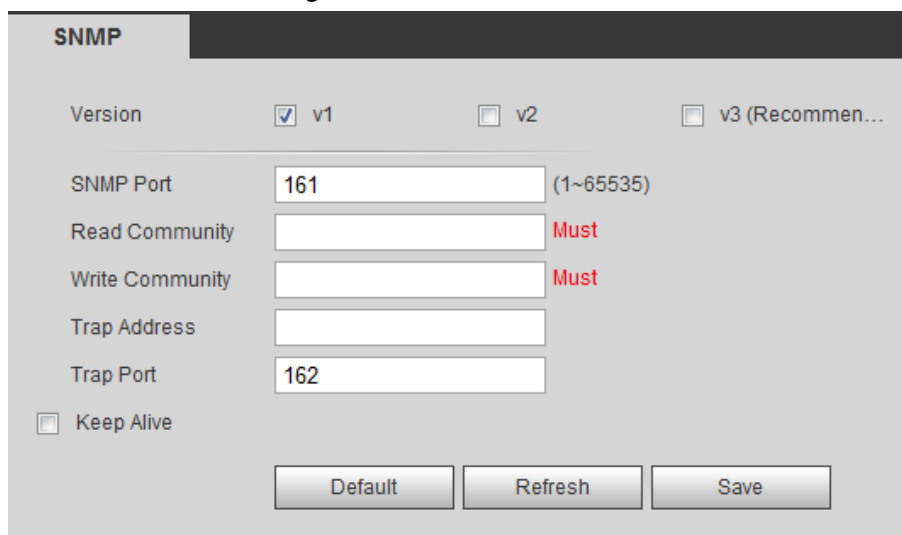 SNMP
Version v1 v2 v3 (Recommen...
SNMP Port 161 (1~65535)
Read Community Must
Write Community Must
Trap Address
Trap Port 162
Keep Alive
Default Refresh Save